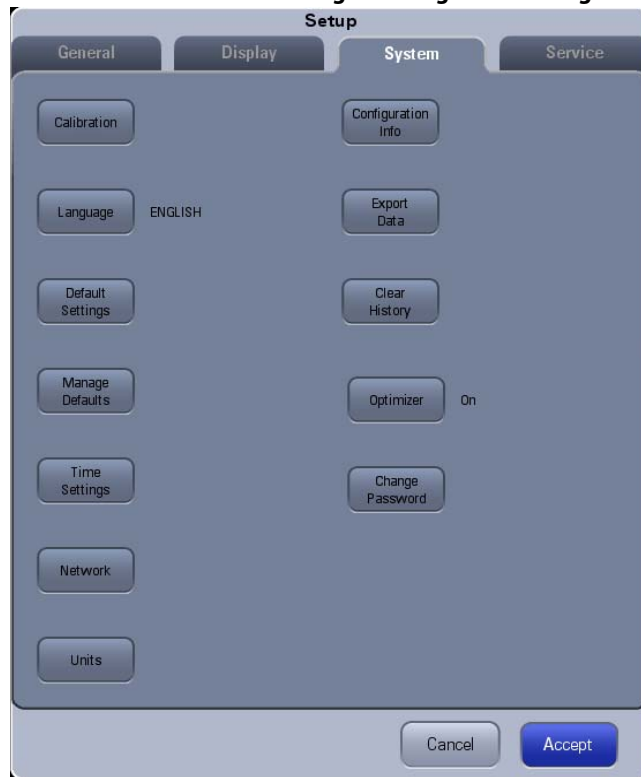 Setup
General
Display
System
Service
Calibration
Configuration
Info
Language
ENGLISH
Export
Data
Default
Settings
Clear
History
Manage
Defaults
Optimizer
On
Time
Settings
Change
Password
Network
Units
Cancel
Accept